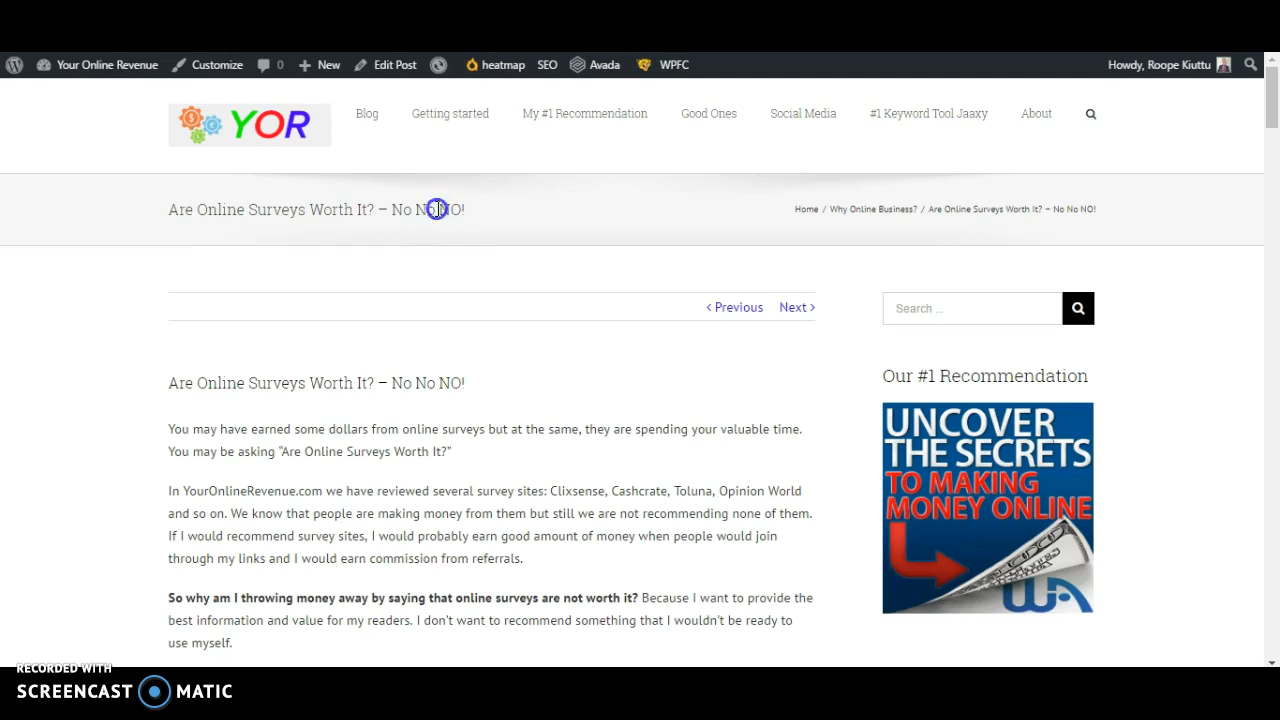 Your Online Revenue Customize 0 New Edit Post heatmap SEO Avada WPFC Howdy, Roope Kiuttu
YOR Blog Getting started My #1 Recommendation Good Ones Social Media #1 Keyword Tool Jaaxy About
Are Online Surveys Worth It? – No No NO! Home / Why Online Business? / Are Online Surveys Worth It? – No No NO!
< Previous Next >
Search ...
Are Online Surveys Worth It? – No No NO!
You may have earned some dollars from online surveys but at the same, they are spending your valuable time.
You may be asking “Are Online Surveys Worth It?”
In YourOnlineRevenue.com we have reviewed several survey sites: Clixsense, Cashcrate, Toluna, Opinion World
and so on. We know that people are making money from them but still we are not recommending none of them.
If I would recommend survey sites, I would probably earn good amount of money when people would join
through my links and I would earn commission from referrals.
So why am I throwing money away by saying that online surveys are not worth it? Because I want to provide the
best information and value for my readers. I don’t want to recommend something that I wouldn’t be ready to
use myself.
Our #1 Recommendation
UNCOVER
THE SECRETS
TO MAKING
MONEY ONLINE
WA
RECORDED WITH
SCREENCAST MATIC